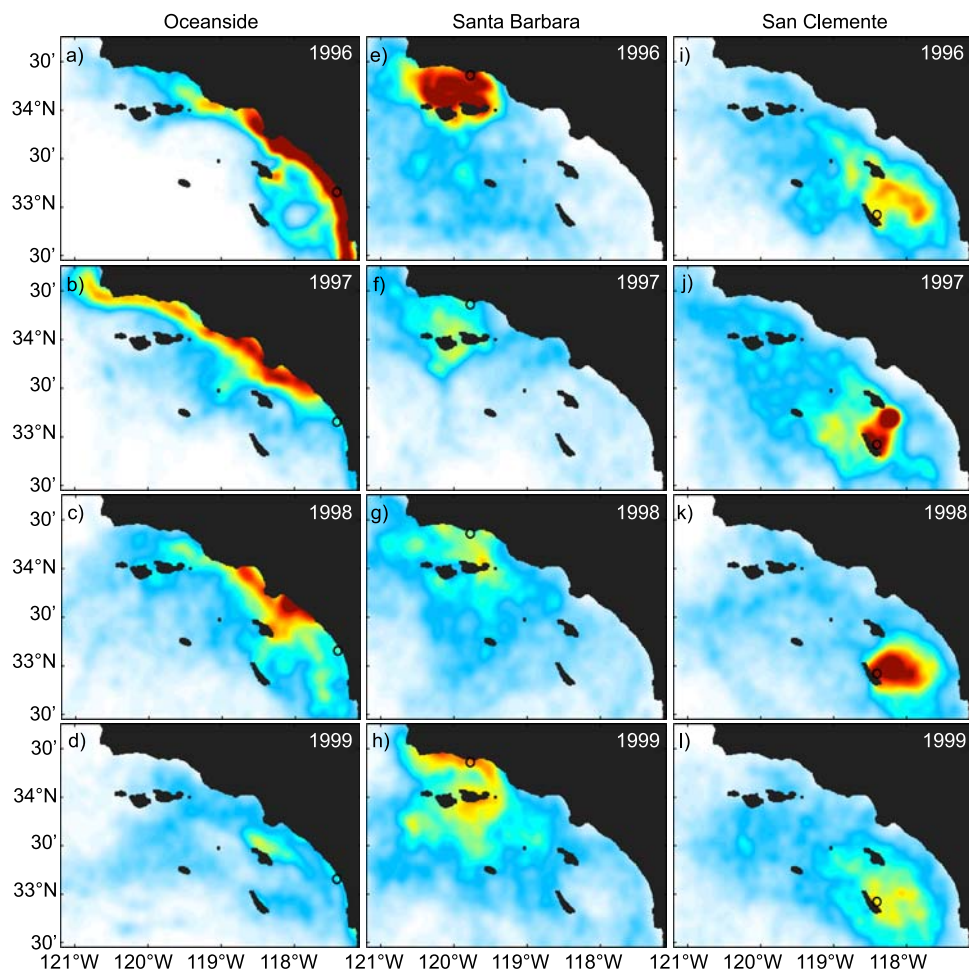 Oceanside Santa Barbara San Clemente
a) 1996 e) 1996 i) 1996
30'
34°N
30'
33°N
30'
b) 1997 f) 1997 j) 1997
30'
34°N
30'
33°N
30'
c) 1998 g) 1998 k) 1998
30'
34°N
30'
33°N
30'
d) 1999 h) 1999 l) 1999
30'
34°N
30'
33°N
30'
121°W 120°W 119°W 118°W 121°W 120°W 119°W 118°W 121°W 120°W 119°W 118°W